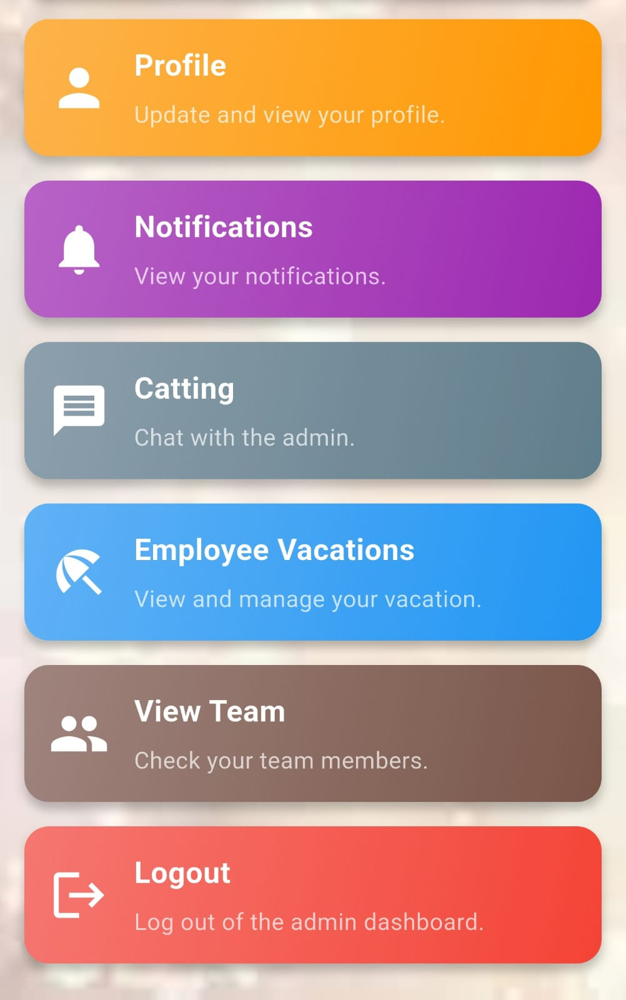 Profile
Update and view your profile.
Notifications
View your notifications.
Catting
Chat with the admin.
Employee Vacations
View and manage your vacation.
View Team
Check your team members.
Logout
Log out of the admin dashboard.